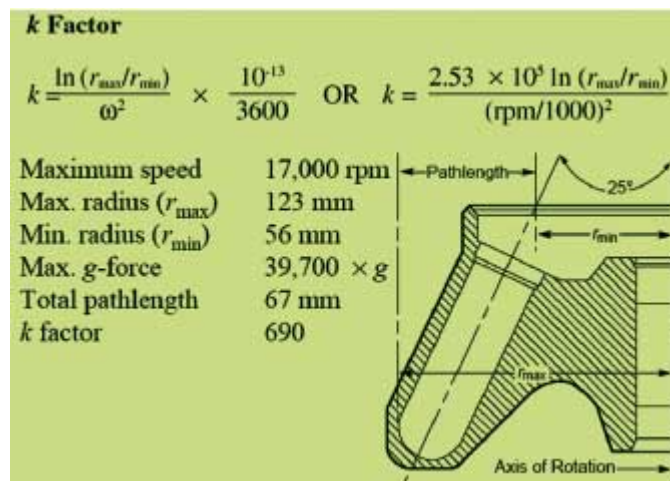 k Factor
k = ln (rmax/rmin) / ω² × 10-13 / 3600 OR k = 2.53 × 10⁵ ln (rmax/rmin) / (rpm/1000)²
Maximum speed 17,000 rpm
Max. radius (rmax) 123 mm
Min. radius (rmin) 56 mm
Max. g-force 39,700 × g
Total pathlength 67 mm
k factor 690
Pathlength
25º
rmin
rmax
Axis of Rotation